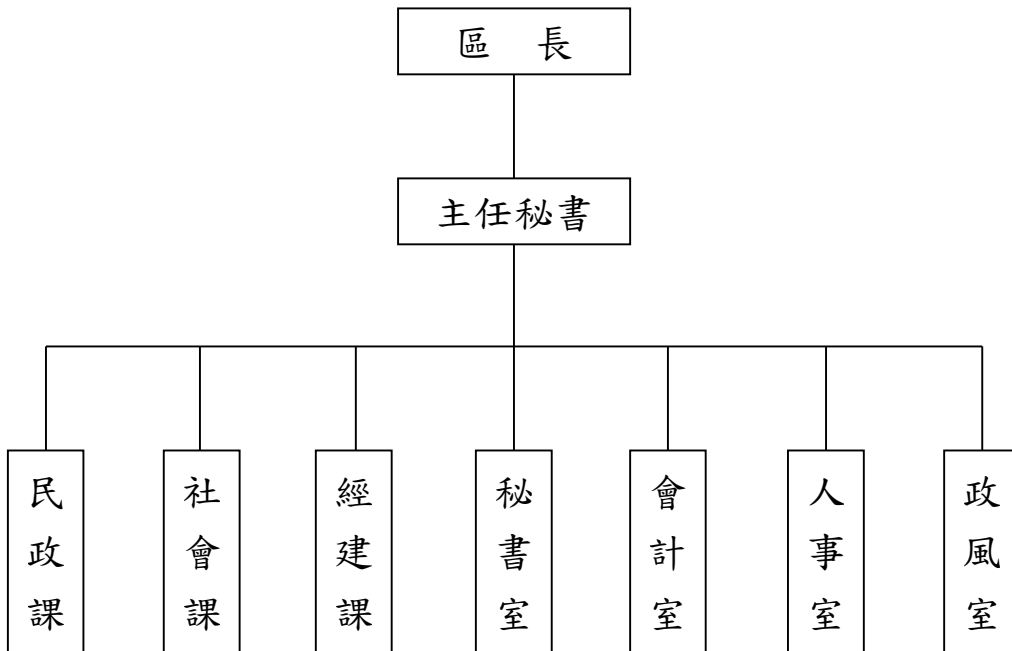 區 長
主任秘書
民政課
社會課
經建課
秘書室
會計室
人事室
政風室